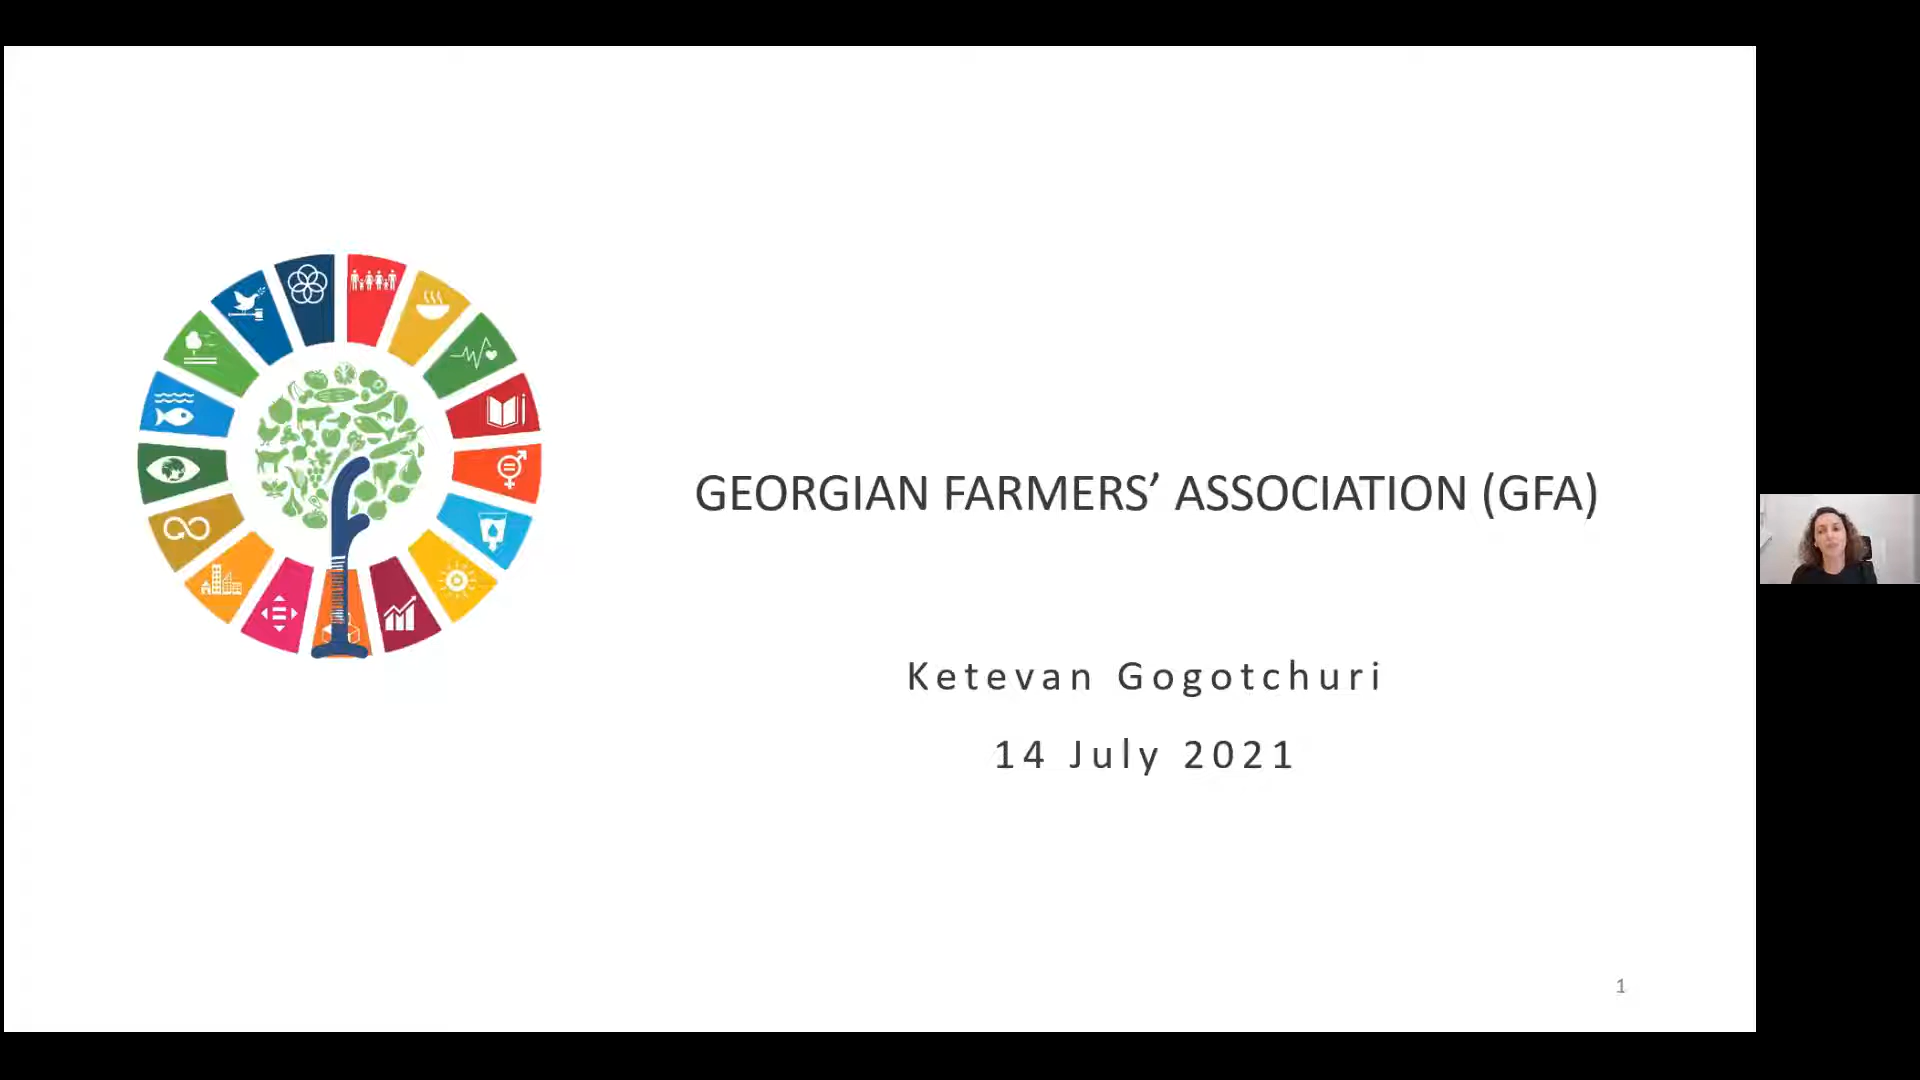 GEORGIAN FARMERS’ ASSOCIATION (GFA)
Ketevan Gogotchuri
14 July 2021
1